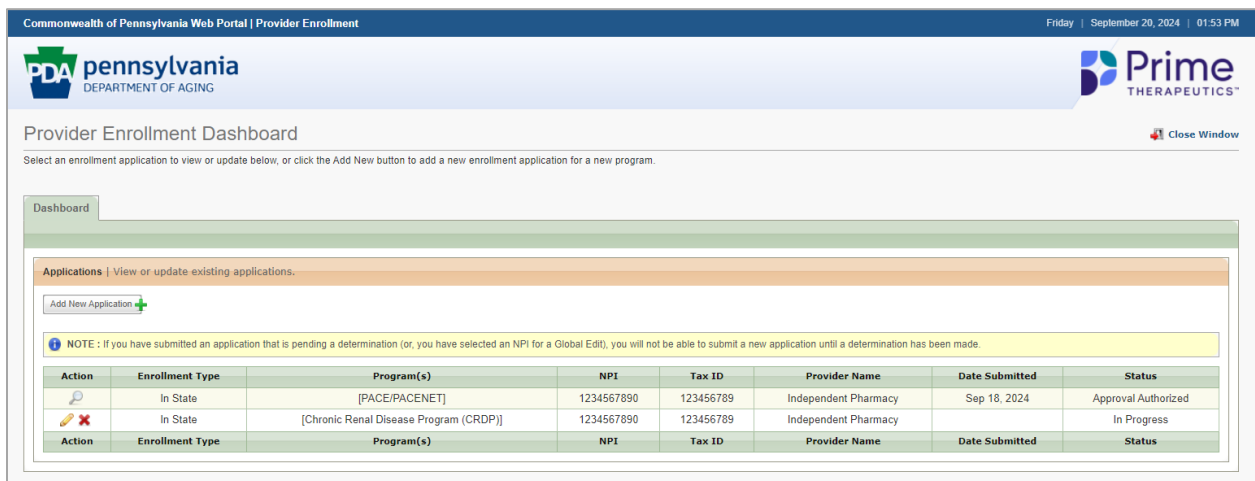 Commonwealth of Pennsylvania Web Portal | Provider Enrollment
Friday | September 20, 2024 | 01:53 PM
PDA pennsylvania
DEPARTMENT OF AGING
Prime
THERAPEUTICS™
Provider Enrollment Dashboard
Close Window
Select an enrollment application to view or update below, or click the Add New button to add a new enrollment application for a new program.
Dashboard
Applications | View or update existing applications.
Add New Application
NOTE : If you have submitted an application that is pending a determination (or, you have selected an NPI for a Global Edit), you will not be able to submit a new application until a determination has been made.
Action Enrollment Type Program(s) NPI Tax ID Provider Name Date Submitted Status
In State [PACE/PACENET] 1234567890 123456789 Independent Pharmacy Sep 18, 2024 Approval Authorized
In State [Chronic Renal Disease Program (CRDP)] 1234567890 123456789 Independent Pharmacy In Progress
Action Enrollment Type Program(s) NPI Tax ID Provider Name Date Submitted Status